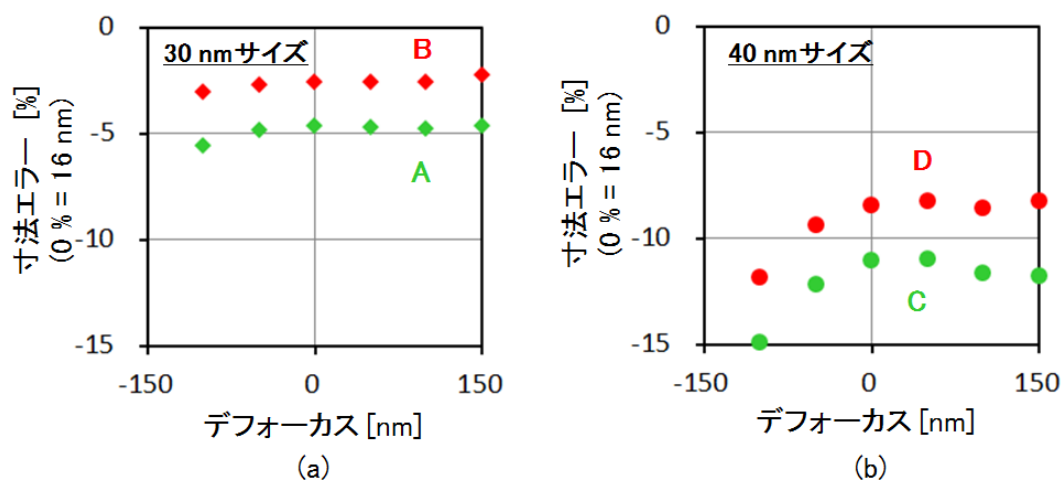 0
-5
-10
-15
-150
0
150
寸法エラー [%]
(0 % = 16 nm)
30 nmサイズ
B
A
デフォーカス [nm]
(a)
0
-5
-10
-15
-150
0
150
寸法エラー [%]
(0 % = 16 nm)
40 nmサイズ
D
C
デフォーカス [nm]
(b)